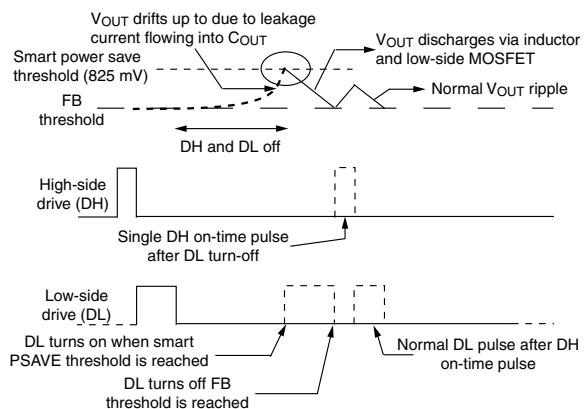 VOUT drifts up to due to leakage
current flowing into COUT
Smart power save
threshold (825 mV)
FB
threshold
VOUT discharges via inductor
and low-side MOSFET
Normal VOUT ripple
DH and DL off
High-side
drive (DH)
Single DH on-time pulse
after DL turn-off
Low-side
drive (DL)
DL turns on when smart
PSAVE threshold is reached
DL turns off FB
threshold is reached
Normal DL pulse after DH
on-time pulse